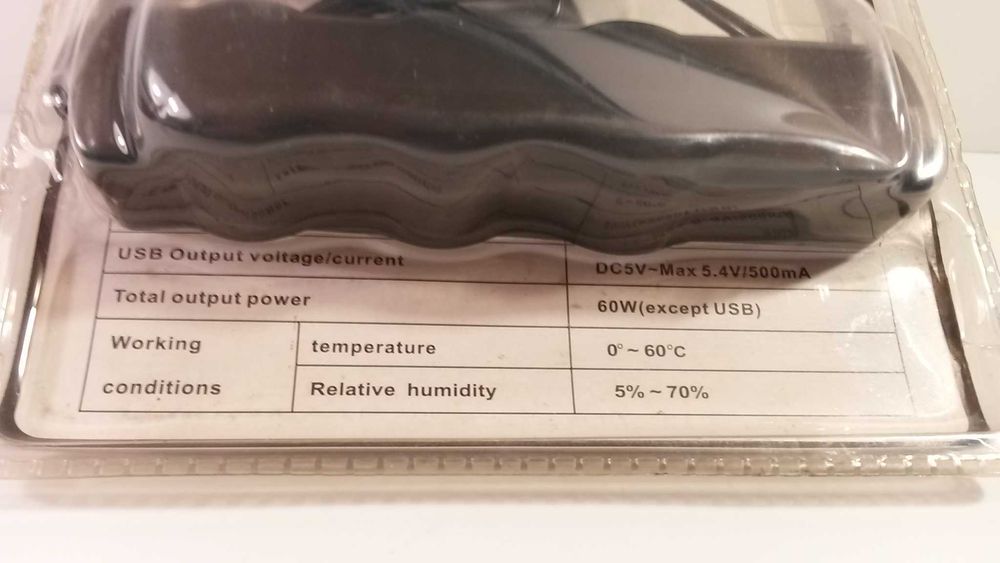 USB Output voltage/current DC5V~Max 5.4V/500mA
Total output power 60W(except USB)
Working conditions
temperature 0°~60°C
Relative humidity 5%~70%